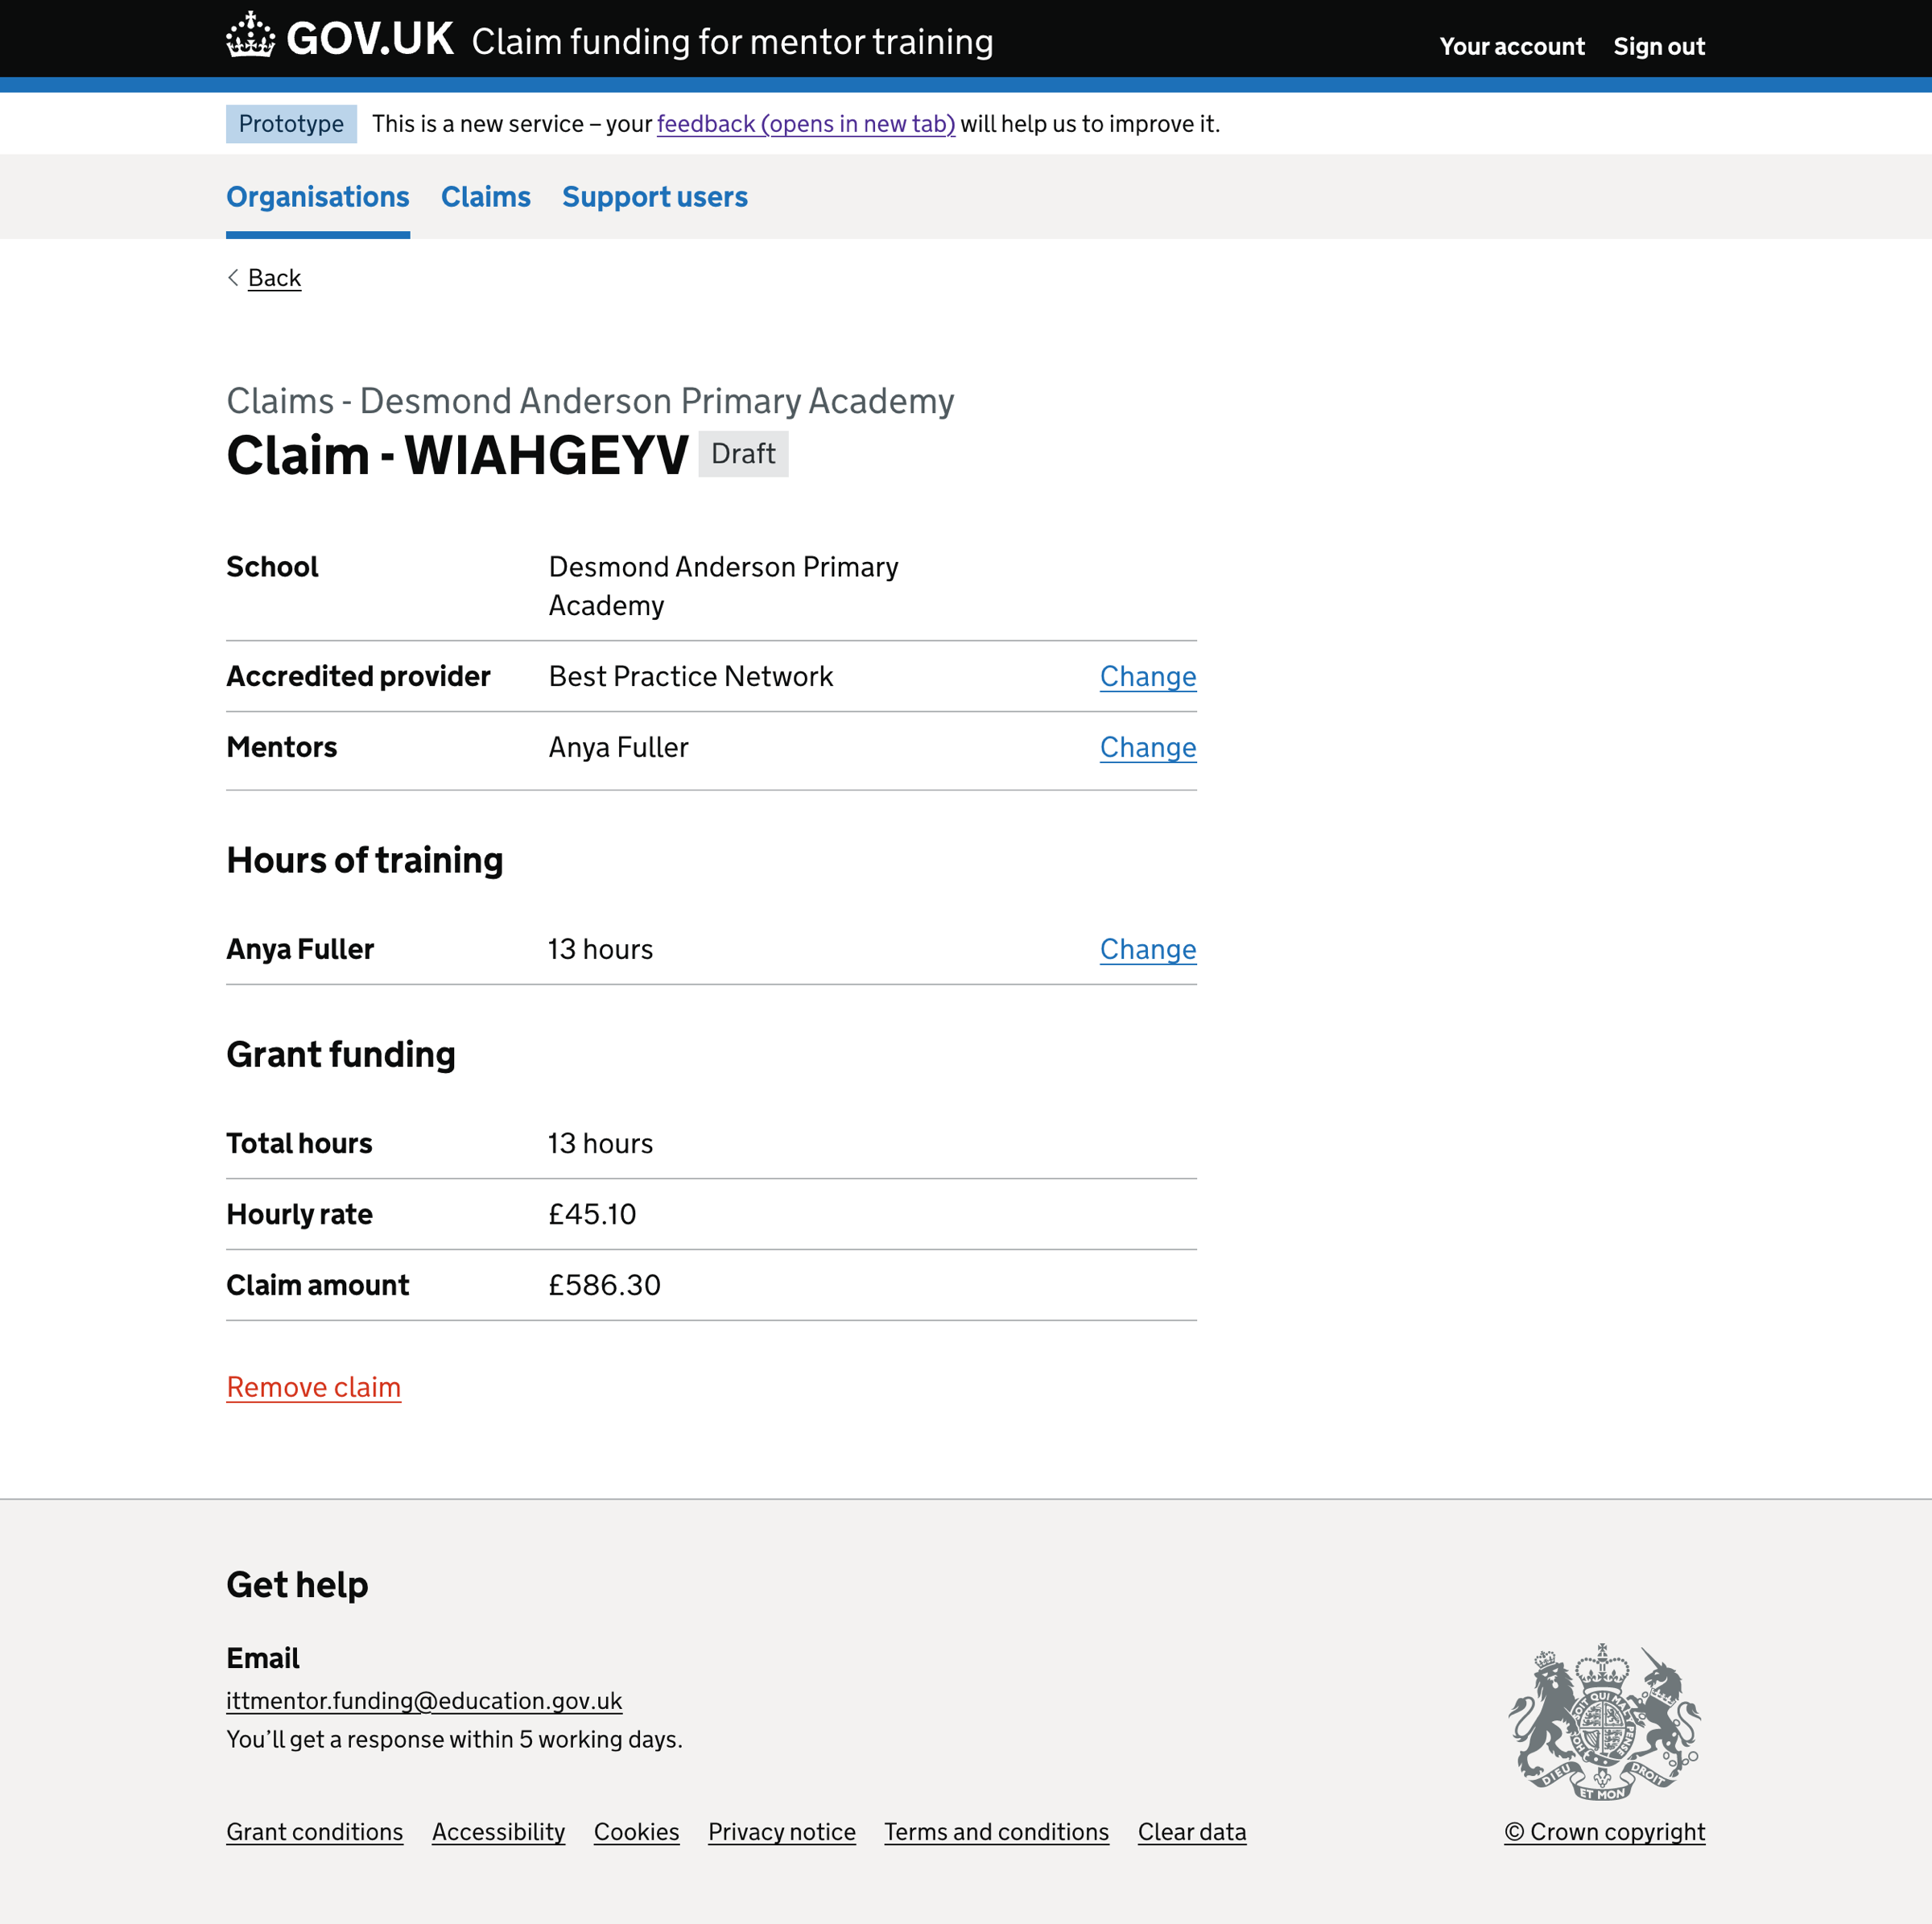 GOV.UK Claim funding for mentor training
Your account Sign out
Prototype This is a new service – your feedback (opens in new tab) will help us to improve it.
Organisations Claims Support users
Back
Claims - Desmond Anderson Primary Academy
Claim - WIAHGEYV Draft
School Desmond Anderson Primary
Academy
Accredited provider Best Practice Network Change
Mentors Anya Fuller Change
Hours of training
Anya Fuller 13 hours Change
Grant funding
Total hours 13 hours
Hourly rate £45.10
Claim amount £586.30
Remove claim
Get help
Email
ittmentor.funding@education.gov.uk
You’ll get a response within 5 working days.
DIEU ET MON DROIT
Grant conditions Accessibility Cookies Privacy notice Terms and conditions Clear data
© Crown copyright